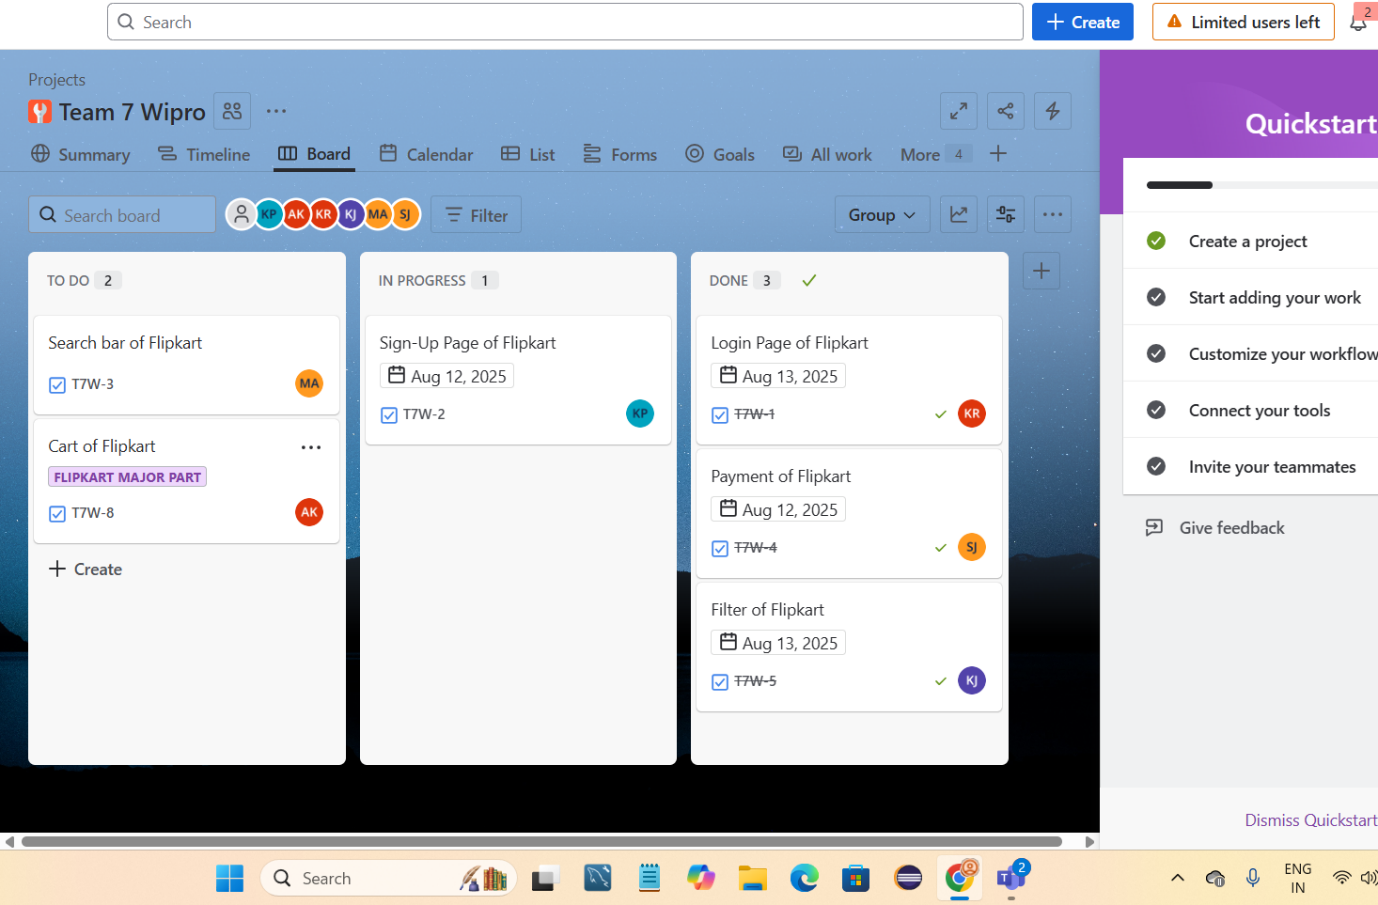 Search
Create
Limited users left
2
Projects
Team 7 Wipro
Quickstart
Summary
Timeline
Board
Calendar
List
Forms
Goals
All work
More 4
Search board
KP
AK
KR
KJ
MA
SJ
Filter
Group
TO DO 2
Search bar of Flipkart
T7W-3
MA
Cart of Flipkart
FLIPKART MAJOR PART
T7W-8
AK
Create
IN PROGRESS 1
Sign-Up Page of Flipkart
Aug 12, 2025
T7W-2
KP
DONE 3
Login Page of Flipkart
Aug 13, 2025
T7W-1
KR
Payment of Flipkart
Aug 12, 2025
T7W-4
SJ
Filter of Flipkart
Aug 13, 2025
T7W-5
KJ
Create a project
Start adding your work
Customize your workflow
Connect your tools
Invite your teammates
Give feedback
Dismiss Quickstart
Search
T
2
ENG
IN